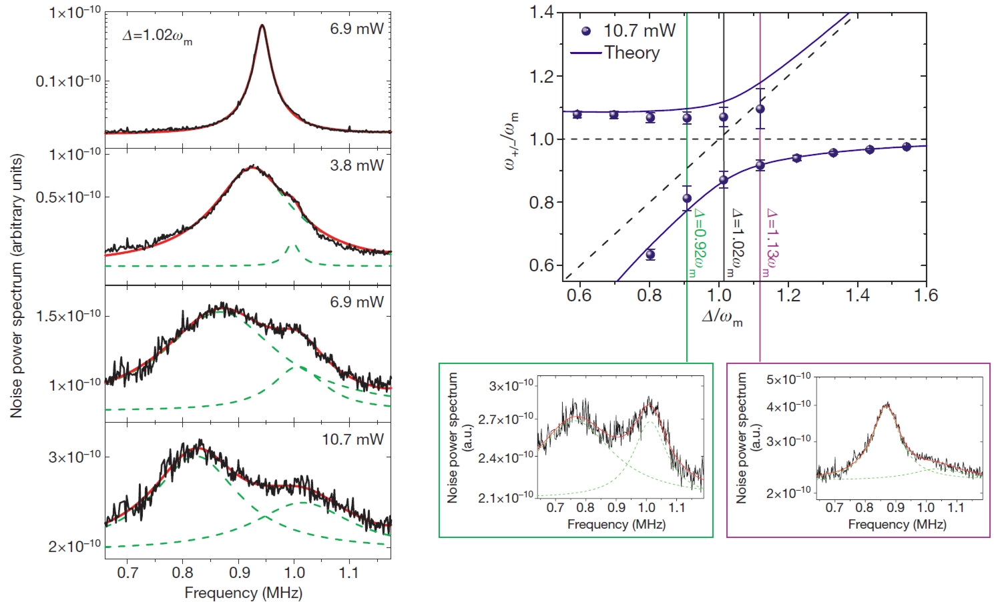 Noise power spectrum (arbitrary units)
1×10⁻¹⁰
0.1×10⁻¹⁰
Δ=1.02ωₘ
6.9 mW
1×10⁻¹⁰
0.5×10⁻¹⁰
3.8 mW
1.5×10⁻¹⁰
1×10⁻¹⁰
6.9 mW
3×10⁻¹⁰
2×10⁻¹⁰
10.7 mW
0.7 0.8 0.9 1.0 1.1
Frequency (MHz)
ω₊/₋/ωₘ
1.4
1.2
1.0
0.8
0.6
10.7 mW
Theory
Δ=0.92ωₘ
Δ=1.02ωₘ
Δ=1.13ωₘ
0.6 0.8 1.0 1.2 1.4 1.6
Δ/ωₘ
Noise power spectrum
(a.u.)
3×10⁻¹⁰
2.7×10⁻¹⁰
2.4×10⁻¹⁰
2.1×10⁻¹⁰
0.7 0.8 0.9 1.0 1.1
Frequency (MHz)
Noise power spectrum
(a.u.)
5×10⁻¹⁰
4×10⁻¹⁰
3×10⁻¹⁰
2×10⁻¹⁰
0.7 0.8 0.9 1.0 1.1
Frequency (MHz)